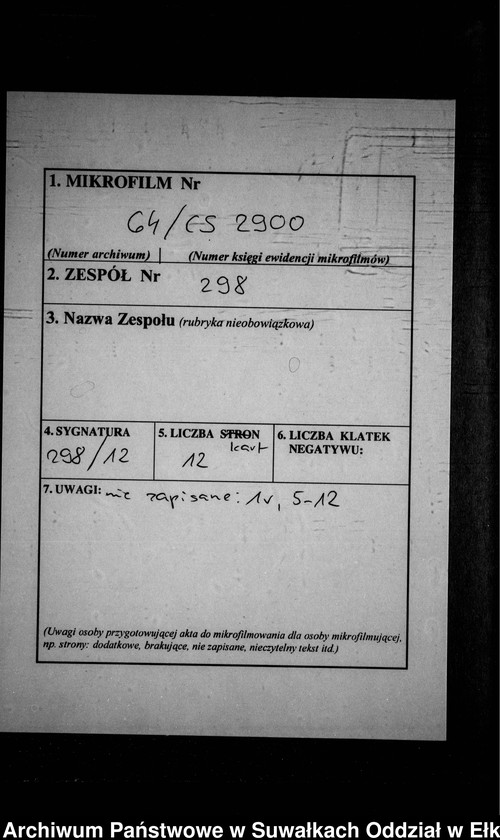 1. MIKROFILM Nr
64/ES 2900
(Numer archiwum) | (Numer księgi ewidencji mikrofilmów)
2. ZESPÓŁ Nr 298
3. Nazwa Zespołu (rubryka nieobowiązkowa)
4. SYGNATURA
298/12
5. LICZBA STRON
kart
12
6. LICZBA KLATEK
NEGATYWU:
7. UWAGI: nie zapisane: 1v, 5-12
(Uwagi osoby przygotowującej akta do mikrofilmowania dla osoby mikrofilmującej,
np. strony: dodatkowe, brakujące, nie zapisane, nieczytelny tekst itd.)
Archiwum Państwowe w Suwałkach Oddział w Ełk